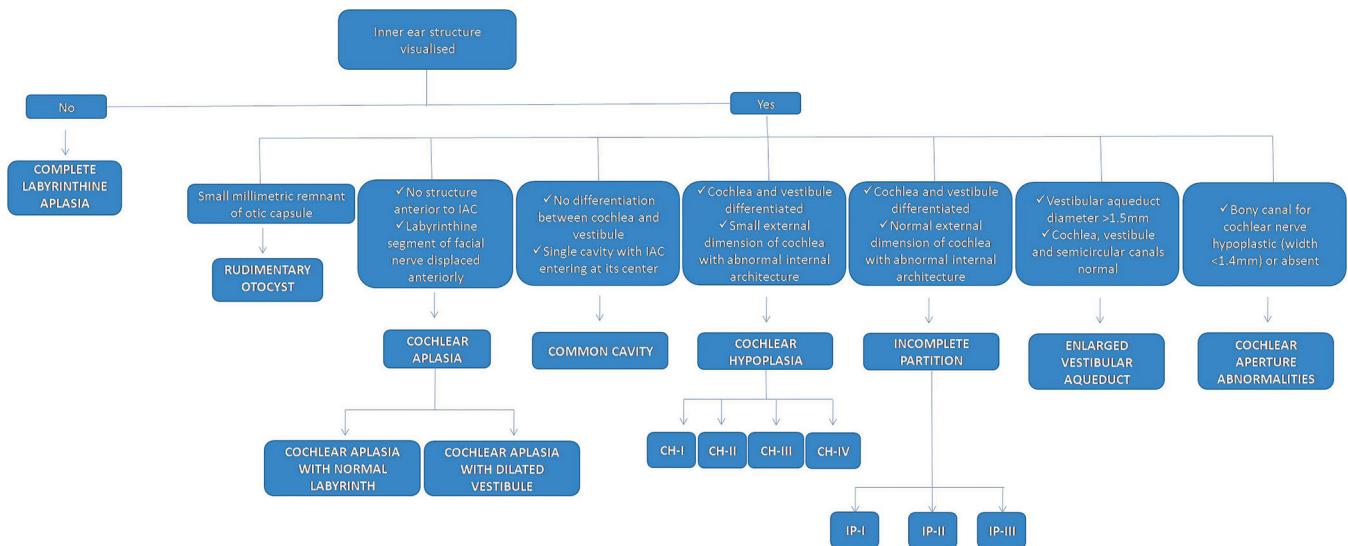 Inner ear structure
visualised
No
Yes
COMPLETE
LABYRINTHINE
APLASIA
Small millimetric remnant
of otic capsule
RUDIMENTARY
OTOCYST
✓No structure
anterior to IAC
✓Labyrinthine
segment of facial
nerve displaced
anteriorly
COCHLEAR
APLASIA
COCHLEAR APLASIA
WITH NORMAL
LABYRINTH
COCHLEAR APLASIA
WITH DILATED
VESTIBULE
✓No differentiation
between cochlea and
vestibule
✓Single cavity with IAC
entering at its center
COMMON CAVITY
✓Cochlea and vestibule
differentiated
✓Small external
dimension of cochlea
with abnormal internal
architecture
COCHLEAR
HYPOPLASIA
CH-I
CH-II
CH-III
CH-IV
✓Cochlea and vestibule
differentiated
✓Normal external
dimension of cochlea
with abnormal internal
architecture
INCOMPLETE
PARTITION
IP-I
IP-II
IP-III
✓Vestibular aqueduct
diameter >1.5mm
✓Cochlea, vestibule
and semicircular canals
normal
ENLARGED
VESTIBULAR
AQUEDUCT
✓Bony canal for
cochlear nerve
hypoplastic (width
<1.4mm) or absent
COCHLEAR
APERTURE
ABNORMALITIES